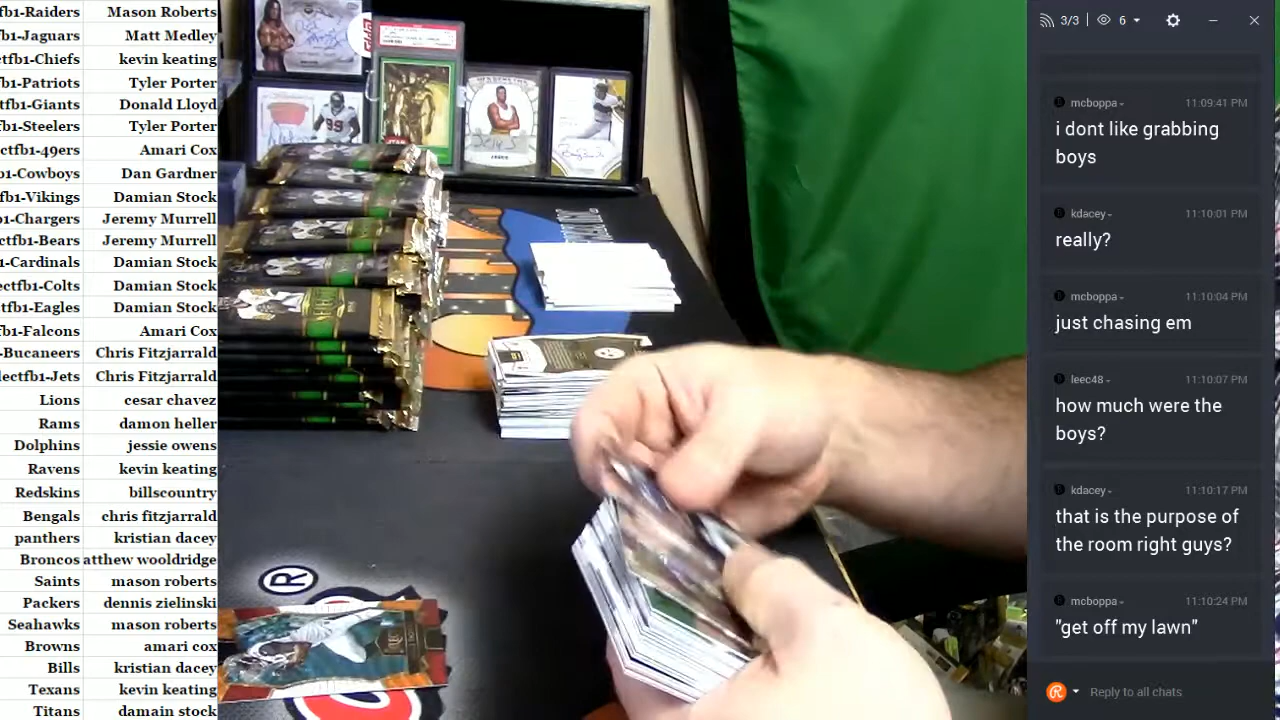 fb1-Raiders Mason Roberts
fb1-Jaguars Matt Medley
ctfb1-Chiefs kevin keating
fb1-Patriots Tyler Porter
tfb1-Giants Donald Lloyd
fb1-Steelers Tyler Porter
ctfb1-49ers Amari Cox
b1-Cowboys Dan Gardner
fb1-Vikings Damian Stock
b1-Chargers Jeremy Murrell
ctfb1-Bears Jeremy Murrell
b1-Cardinals Damian Stock
ectfb1-Colts Damian Stock
ctfb1-Eagles Damian Stock
fb1-Falcons Amari Cox
-Bucaneers Chris Fitzjarrald
lectfb1-Jets Chris Fitzjarrald
Lions cesar chavez
Rams damon heller
Dolphins jessie owens
Ravens kevin keating
Redskins billscountry
Bengals chris fitzjarrald
panthers kristian dacey
Broncos atthew wooldridge
Saints mason roberts
Packers dennis zielinski
Seahawks mason roberts
Browns amari cox
Bills kristian dacey
Texans kevin keating
Titans damain stock
®
3/3 6
mcboppa 11:09:41 PM
i dont like grabbing
boys
kdacey 11:10:01 PM
really?
mcboppa 11:10:04 PM
just chasing em
leec48 11:10:07 PM
how much were the
boys?
kdacey 11:10:17 PM
that is the purpose of
the room right guys?
mcboppa 11:10:24 PM
"get off my lawn"
Reply to all chats